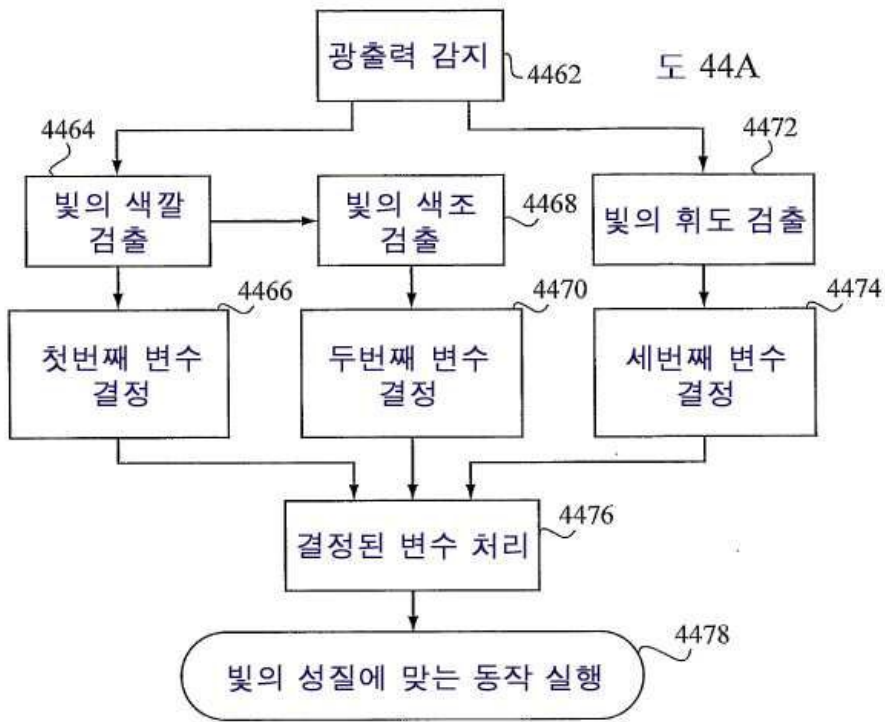 광출력 감지
4462
도 44A
4464
4472
빛의 색깔
검출
빛의 색조
검출
4468
빛의 휘도 검출
4466
4470
4474
첫번째 변수
결정
두번째 변수
결정
세번째 변수
결정
4476
결정된 변수 처리
4478
빛의 성질에 맞는 동작 실행